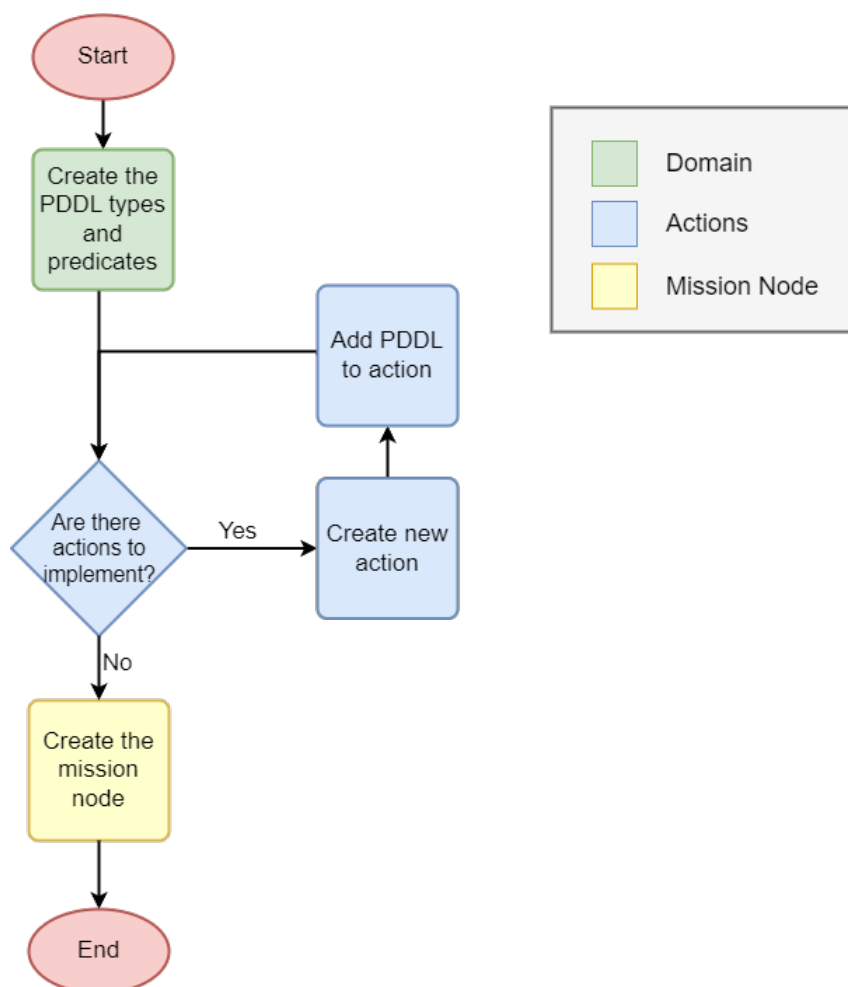 Start
Create the
PDDL types
and
predicates
Domain
Actions
Mission Node
Add PDDL
to action
Are there
actions to
implement?
Yes
Create new
action
No
Create the
mission
node
End